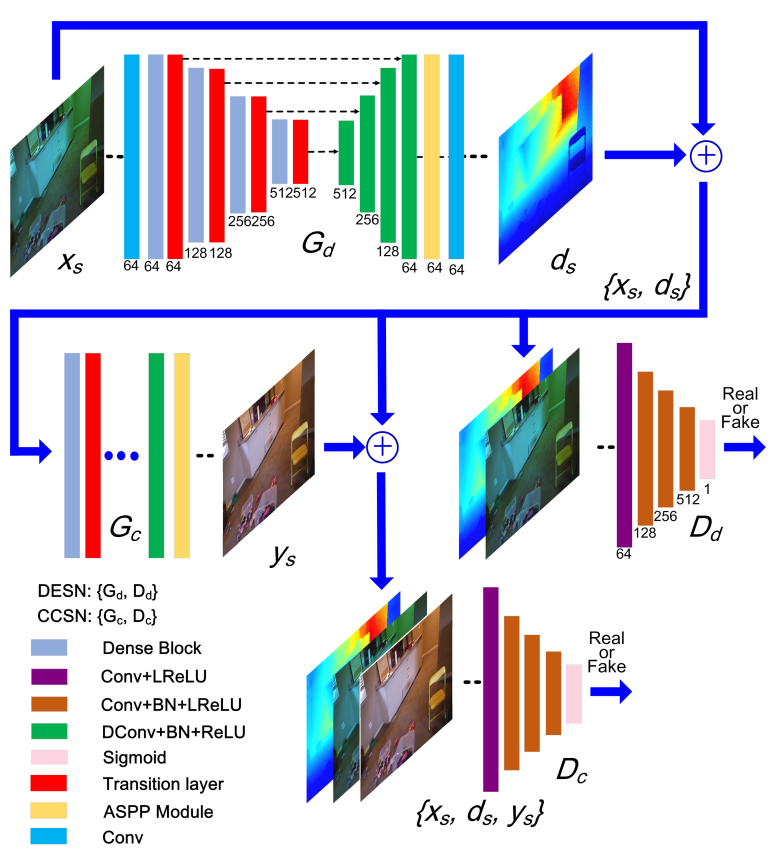 x_s
64
64
64
128
128
256
256
512
512
G_d
512
256
128
64
64
64
d_s
+
{x_s, d_s}
G_c
y_s
+
64
128
256
512
1
D_d
Real
or
Fake
DESN: {G_d, D_d}
CCSN: {G_c, D_c}
Dense Block
Conv+LReLU
Conv+BN+LReLU
DConv+BN+ReLU
Sigmoid
Transition layer
ASPP Module
Conv
{x_s, d_s, y_s}
D_c
Real
or
Fake